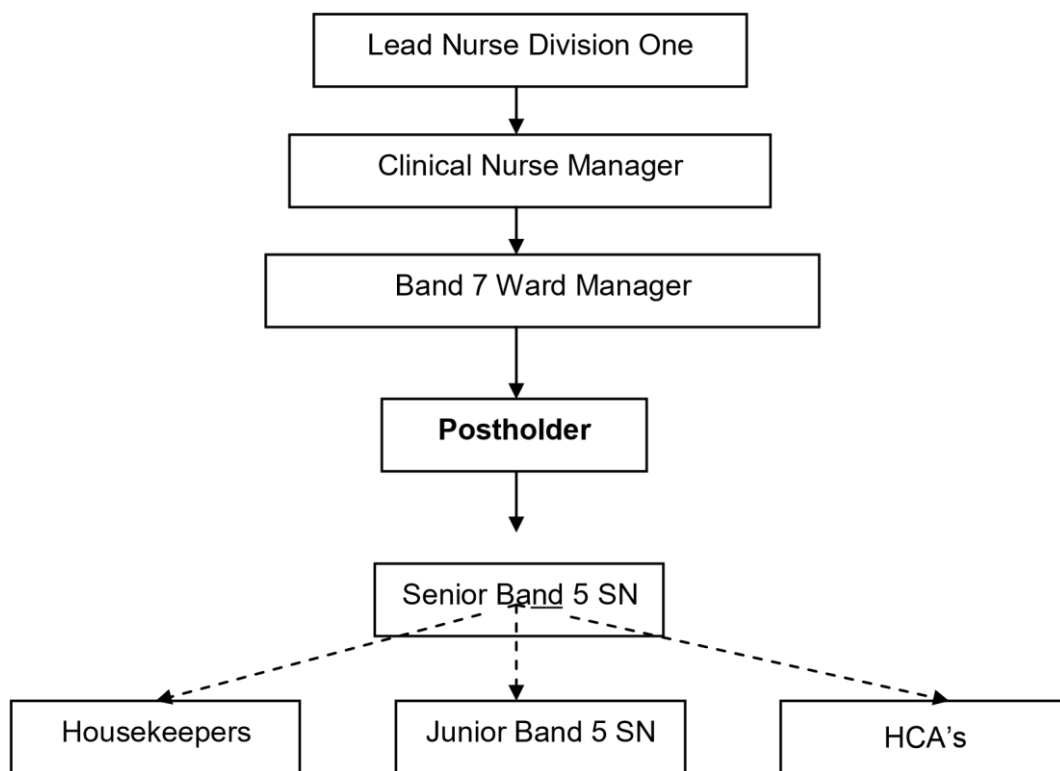 Lead Nurse Division One
Clinical Nurse Manager
Band 7 Ward Manager
Postholder
Senior Band 5 SN
Housekeepers
Junior Band 5 SN
HCA’s